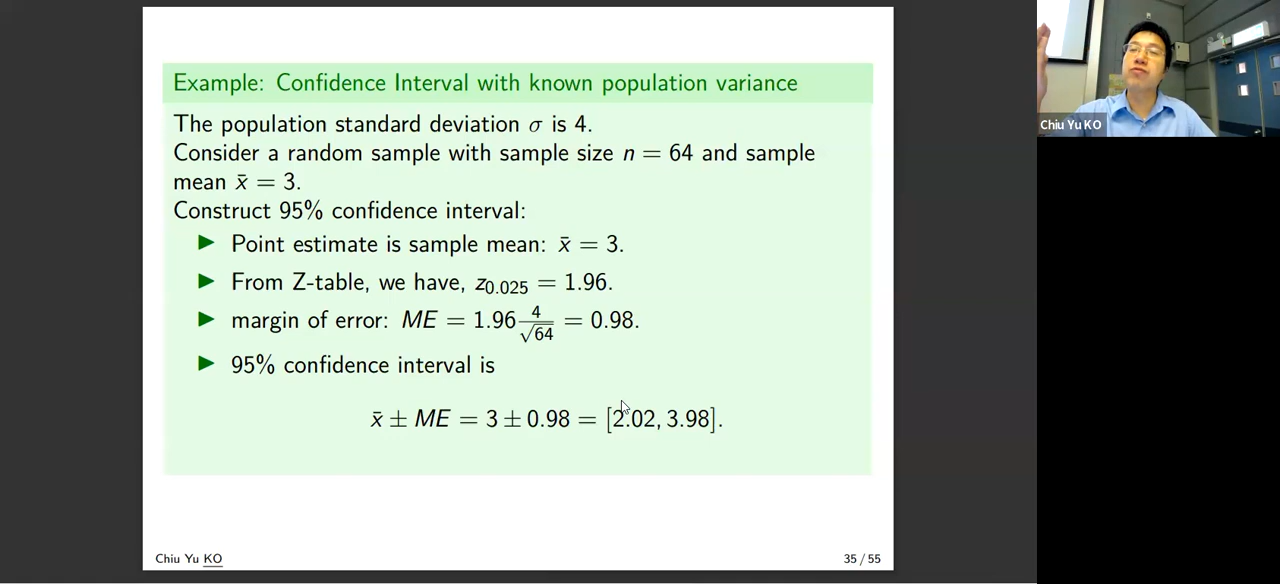 Example: Confidence Interval with known population variance
The population standard deviation σ is 4.
Consider a random sample with sample size n = 64 and sample
mean x̄ = 3.
Construct 95% confidence interval:
▶ Point estimate is sample mean: x̄ = 3.
▶ From Z-table, we have, z₀.₀₂₅ = 1.96.
▶ margin of error: ME = 1.96 4/√64 = 0.98.
▶ 95% confidence interval is
x̄ ± ME = 3 ± 0.98 = [2.02, 3.98].
Chiu Yu KO
35 / 55
Chiu Yu KO